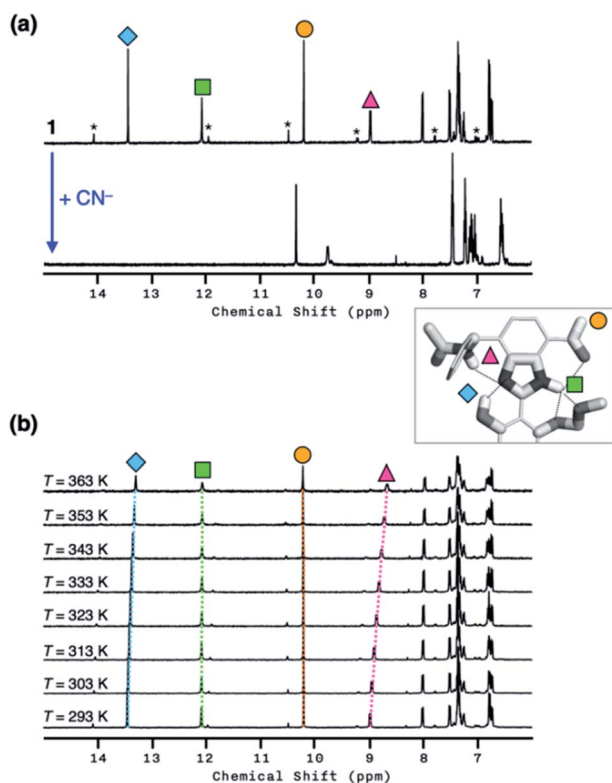 (a)
1
* * * * * *
+ CN⁻
14 13 12 11 10 9 8 7
Chemical Shift (ppm)
(b)
T = 363 K
T = 353 K
T = 343 K
T = 333 K
T = 323 K
T = 313 K
T = 303 K
T = 293 K
14 13 12 11 10 9 8 7
Chemical Shift (ppm)